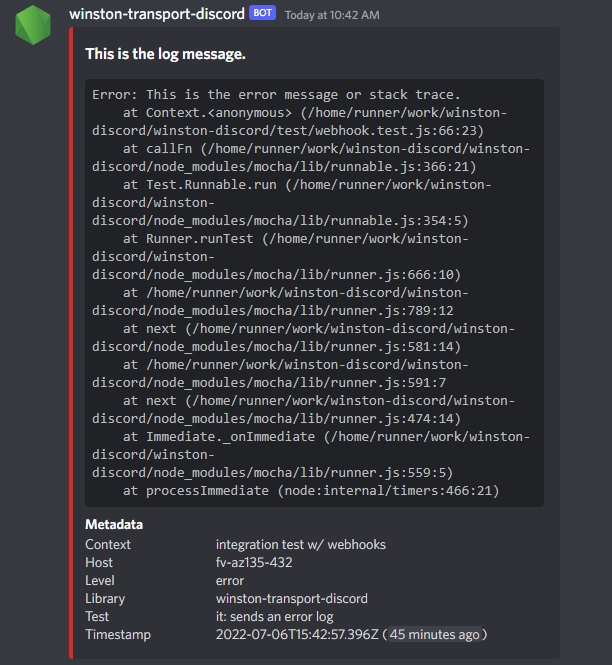 winston-transport-discord BOT Today at 10:42 AM
This is the log message.
Error: This is the error message or stack trace.
    at Context.<anonymous> (/home/runner/work/winston-
discord/winston-discord/test/webhook.test.js:66:23)
    at callFn (/home/runner/work/winston-discord/winston-
discord/node_modules/mocha/lib/runnable.js:366:21)
    at Test.Runnable.run (/home/runner/work/winston-
discord/winston-
discord/node_modules/mocha/lib/runnable.js:354:5)
    at Runner.runTest (/home/runner/work/winston-
discord/winston-
discord/node_modules/mocha/lib/runner.js:666:10)
    at /home/runner/work/winston-discord/winston-
discord/node_modules/mocha/lib/runner.js:789:12
    at next (/home/runner/work/winston-discord/winston-
discord/node_modules/mocha/lib/runner.js:581:14)
    at /home/runner/work/winston-discord/winston-
discord/node_modules/mocha/lib/runner.js:591:7
    at next (/home/runner/work/winston-discord/winston-
discord/node_modules/mocha/lib/runner.js:474:14)
    at Immediate._onImmediate (/home/runner/work/winston-
discord/winston-
discord/node_modules/mocha/lib/runner.js:559:5)
    at processImmediate (node:internal/timers:466:21)
Metadata
Context integration test w/ webhooks
Host fv-az135-432
Level error
Library winston-transport-discord
Test it: sends an error log
Timestamp 2022-07-06T15:42:57.396Z (45 minutes ago)